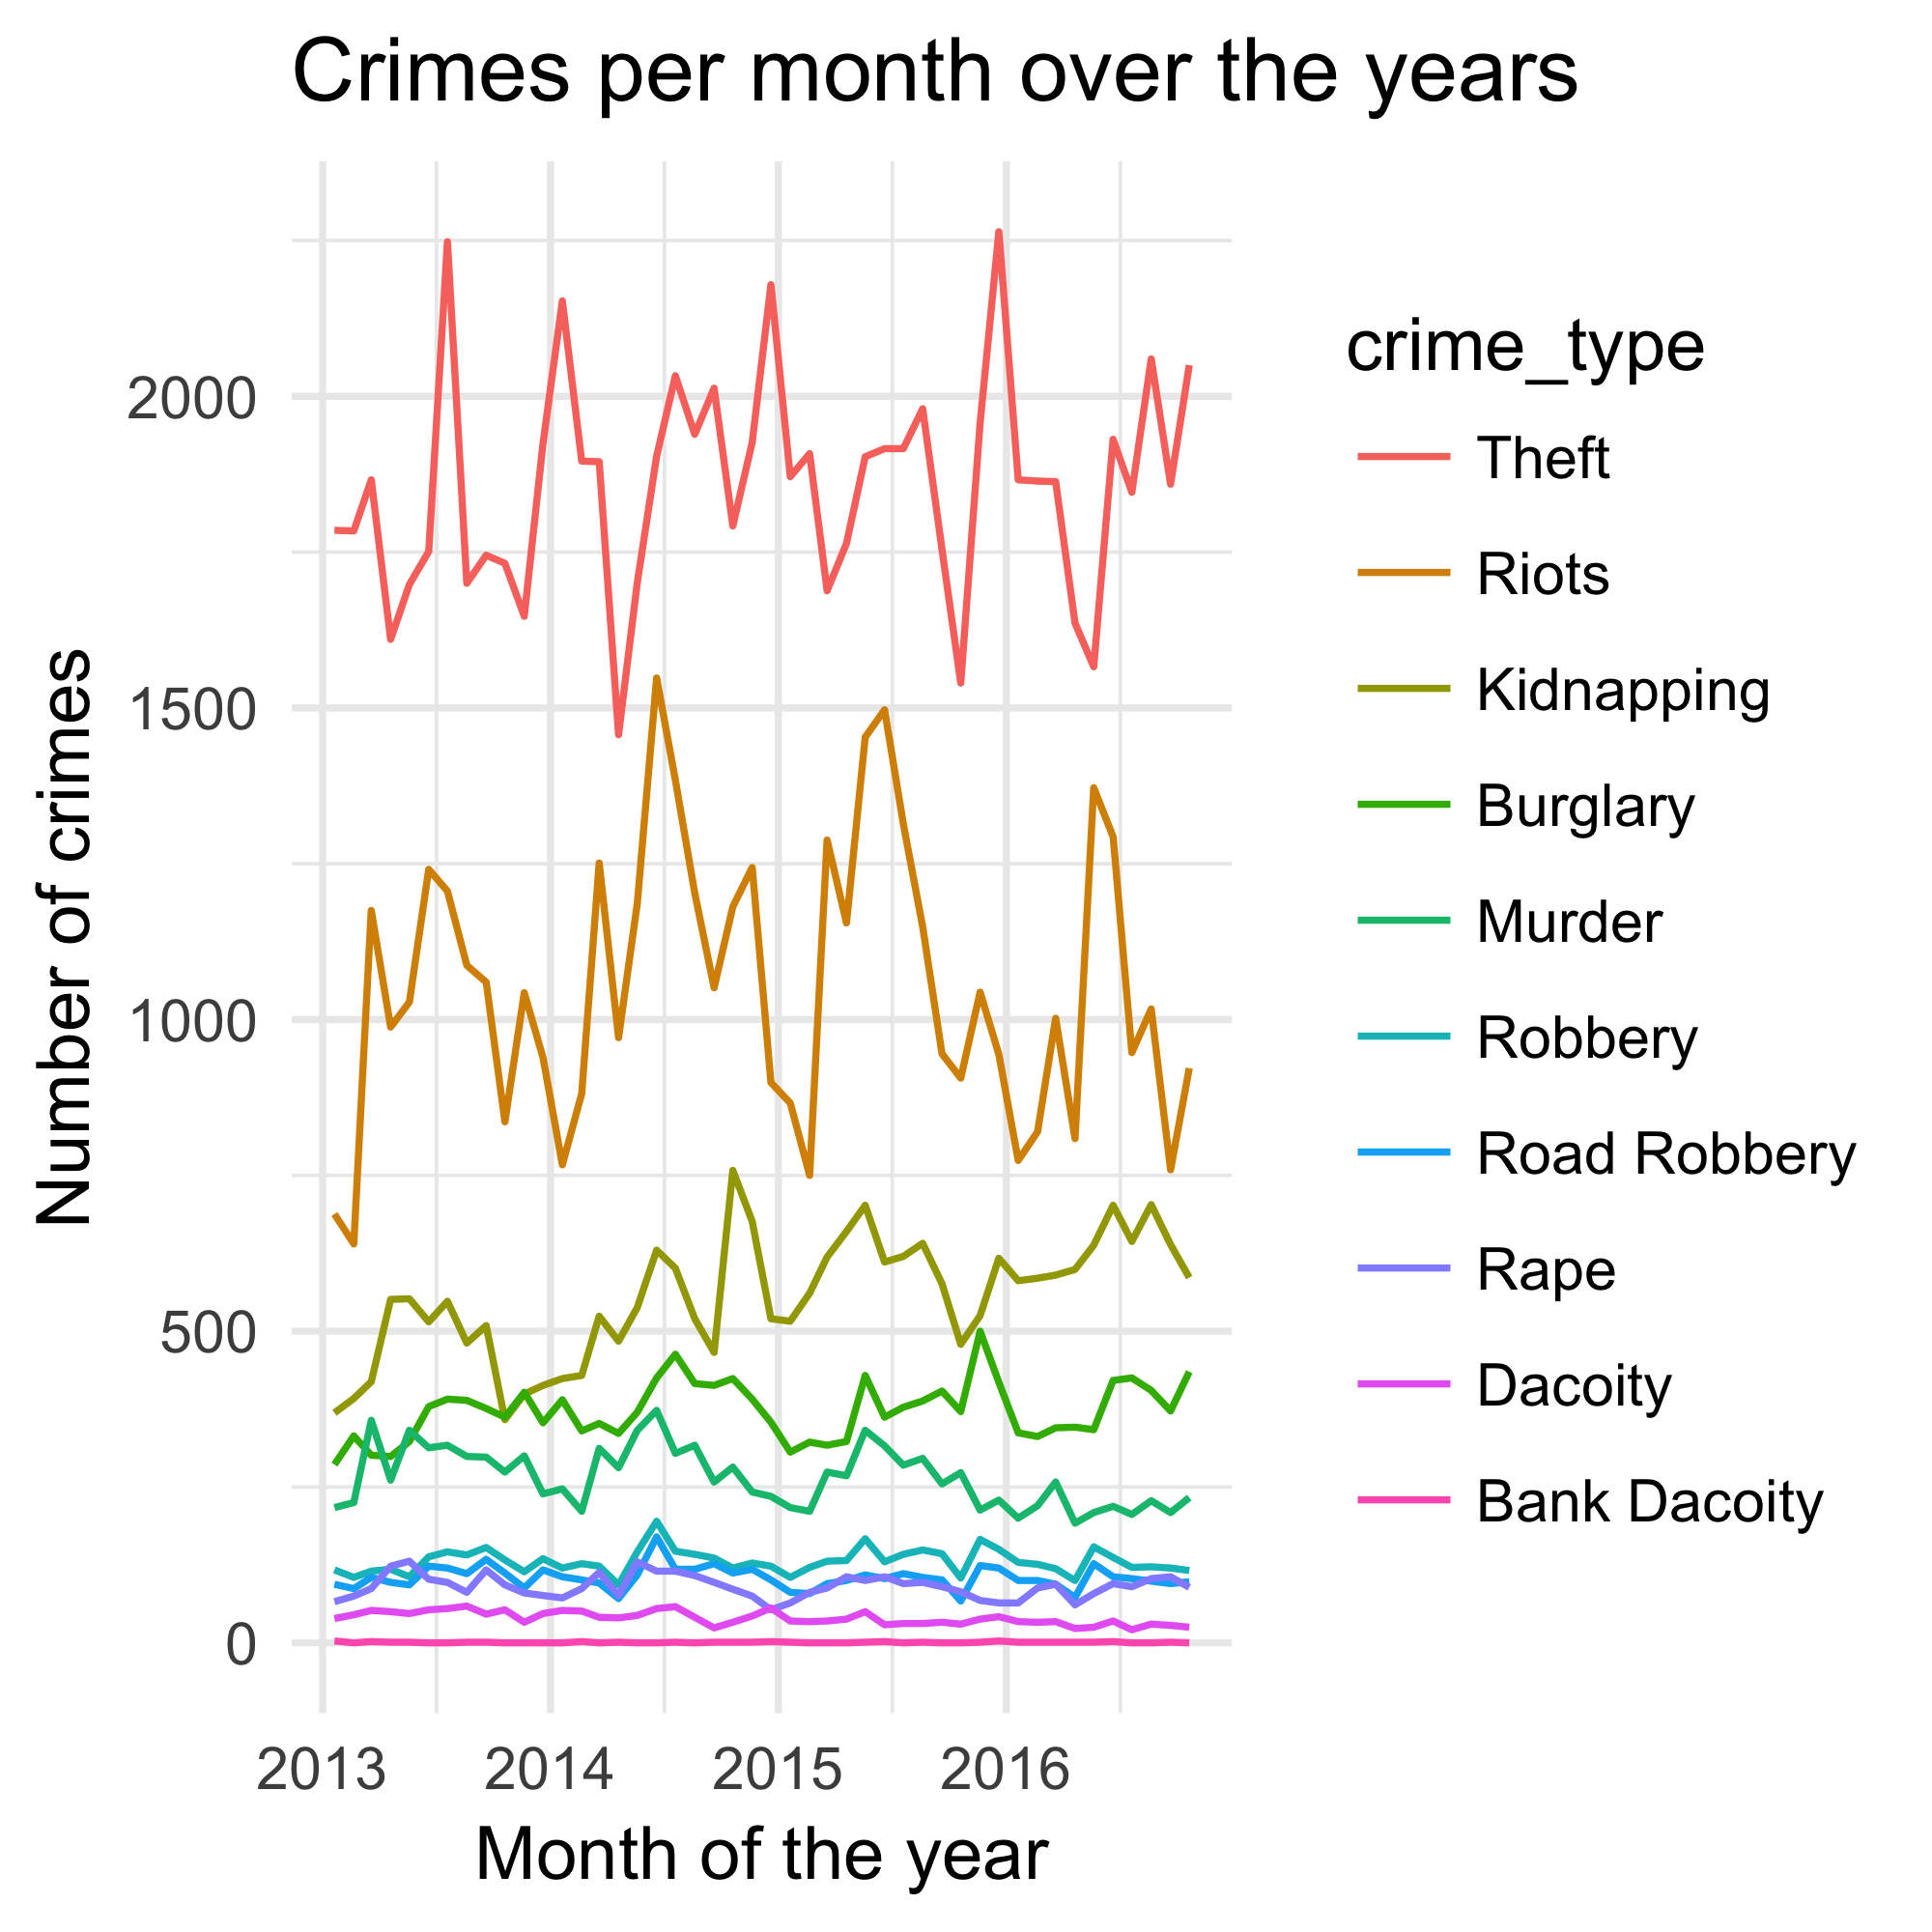 Crimes per month over the years
Number of crimes
2000
1500
1000
500
0
2013 2014 2015 2016
Month of the year
crime_type
Theft
Riots
Kidnapping
Burglary
Murder
Robbery
Road Robbery
Rape
Dacoity
Bank Dacoity